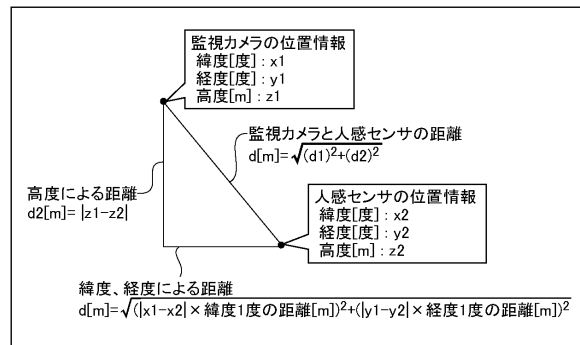 監視カメラの位置情報
緯度[度]：x1
経度[度]：y1
高度[m]：z1
監視カメラと人感センサの距離
d[m]=√(d1)²+(d2)²
高度による距離
d2[m]= |z1−z2|
人感センサの位置情報
緯度[度]：x2
経度[度]：y2
高度[m]：z2
緯度、経度による距離
d[m]=√(|x1−x2|×緯度1度の距離[m])²+(|y1−y2|×経度1度の距離[m])²